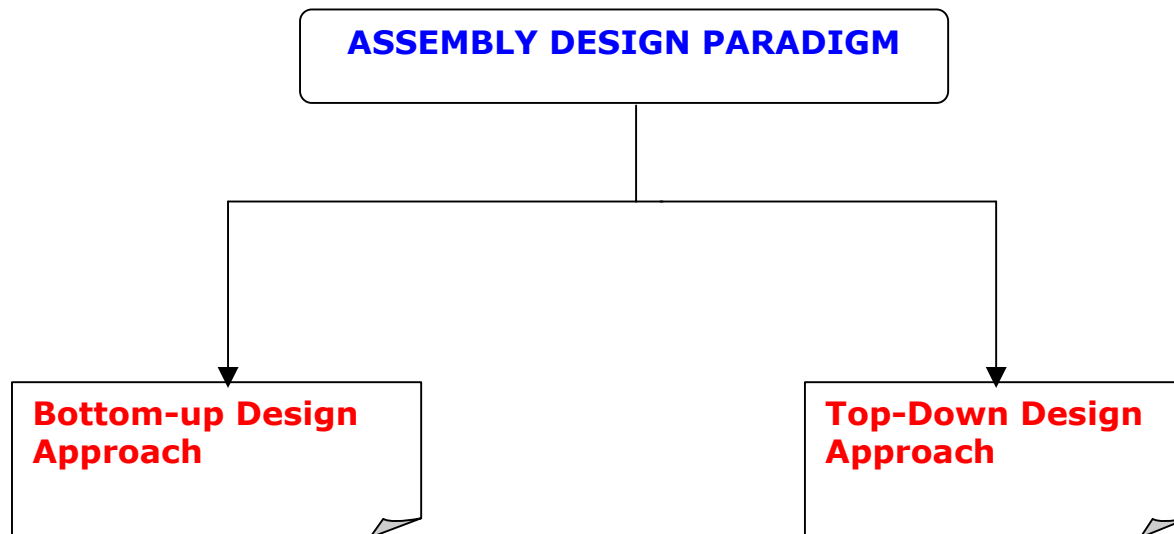 ASSEMBLY DESIGN PARADIGM
Bottom-up Design
Approach
Top-Down Design
Approach